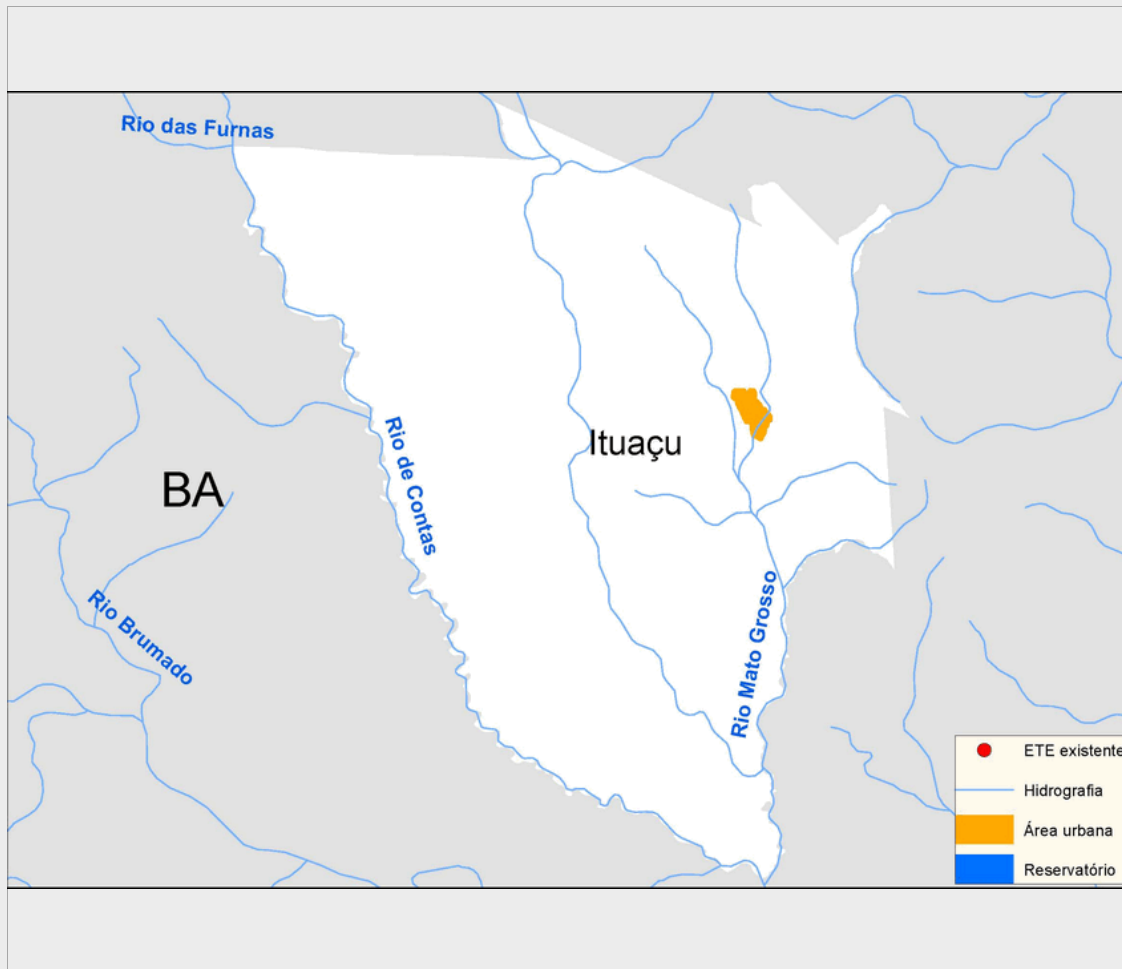 Rio das Furnas
Ituaçu
Rio de Contas
BA
Rio Brumado
Rio Mato Grosso
ETE existente
Hidrografia
Área urbana
Reservatório